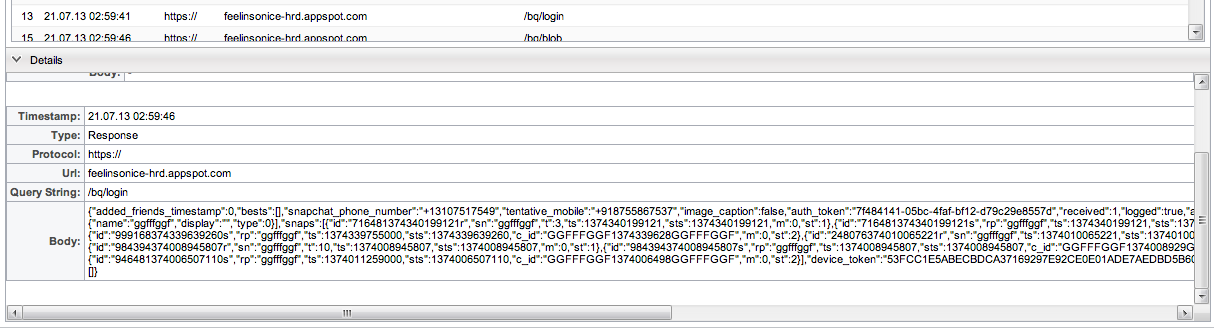 13 21.07.13 02:59:41 https:// feelinsonice-hrd.appspot.com /bq/login
15 21.07.13 02:59:46 https:// feelinsonice-hrd.appspot.com /bq/blob
Details
Body: -
Timestamp: 21.07.13 02:59:46
Type: Response
Protocol: https://
Url: feelinsonice-hrd.appspot.com
Query String: /bq/login
Body:
{"added_friends_timestamp":0,"bests":[],"snapchat_phone_number":"+13107517549","tentative_mobile":"+918755867537","image_caption":false,"auth_token":"7f484141-05bc-4faf-bf12-d79c29e8557d","received":1,"logged":true,"a
{"name":"ggfffggf","display":"","type":0}],"snaps":[{"id":"716481374340199121r","sn":"ggfffggf","t":3,"ts":1374340199121,"sts":1374340199121,"m":0,"st":1},{"id":"716481374340199121s","rp":"ggfffggf","ts":1374340199121,"sts":137
{"id":"999168374339639260s","rp":"ggfffggf","ts":1374339755000,"sts":1374339639260,"c_id":"GGFFFGGF1374339628GGFFFGGF","m":0,"st":2},{"id":"248076374010065221r","sn":"ggfffggf","ts":1374010065221,"sts":13740100
{"id":"984394374008945807r","sn":"ggfffggf","t":10,"ts":1374008945807,"sts":1374008945807,"m":0,"st":1},{"id":"984394374008945807s","rp":"ggfffggf","ts":1374008945807,"sts":1374008945807,"c_id":"GGFFFGGF1374008929G
{"id":"946481374006507110s","rp":"ggfffggf","ts":1374011259000,"sts":1374006507110,"c_id":"GGFFFGGF1374006498GGFFFGGF","m":0,"st":2}],"device_token":"53FCC1E5ABECBDCA37169297E92CE0E01ADE7AEDBD5B60
[]}